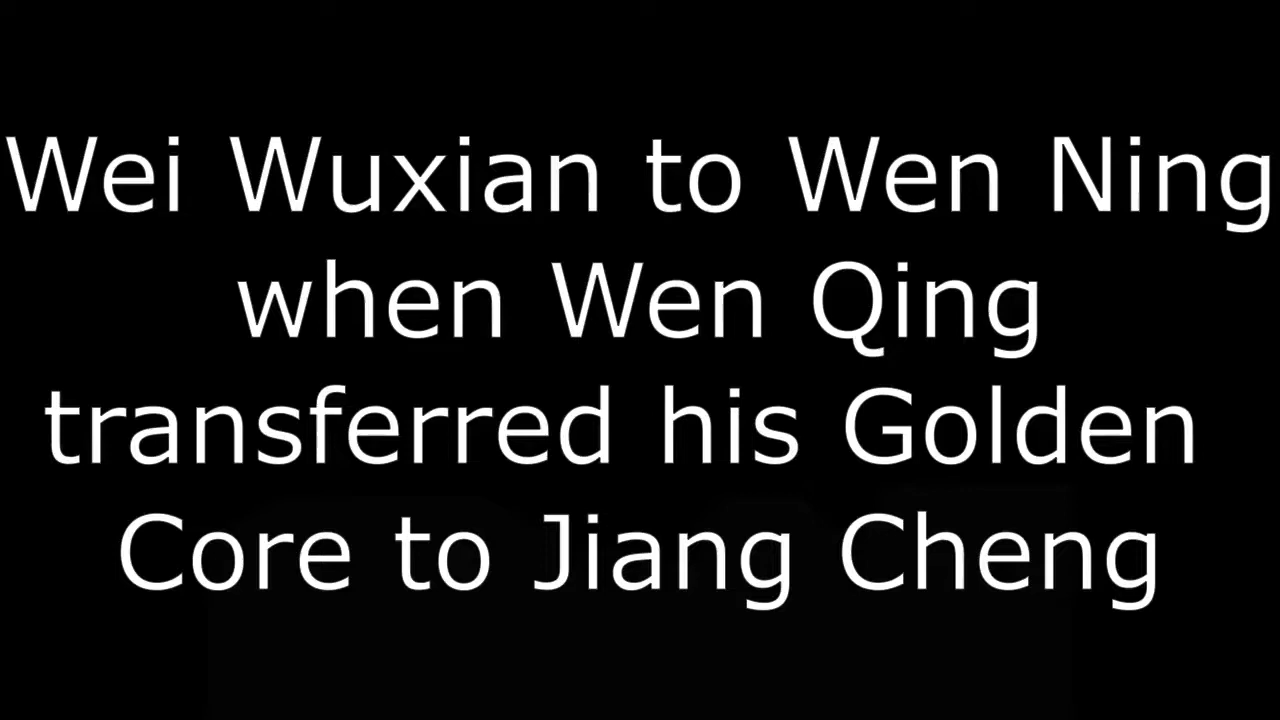 Wei Wuxian to Wen Ning
when Wen Qing
transferred his Golden
Core to Jiang Cheng